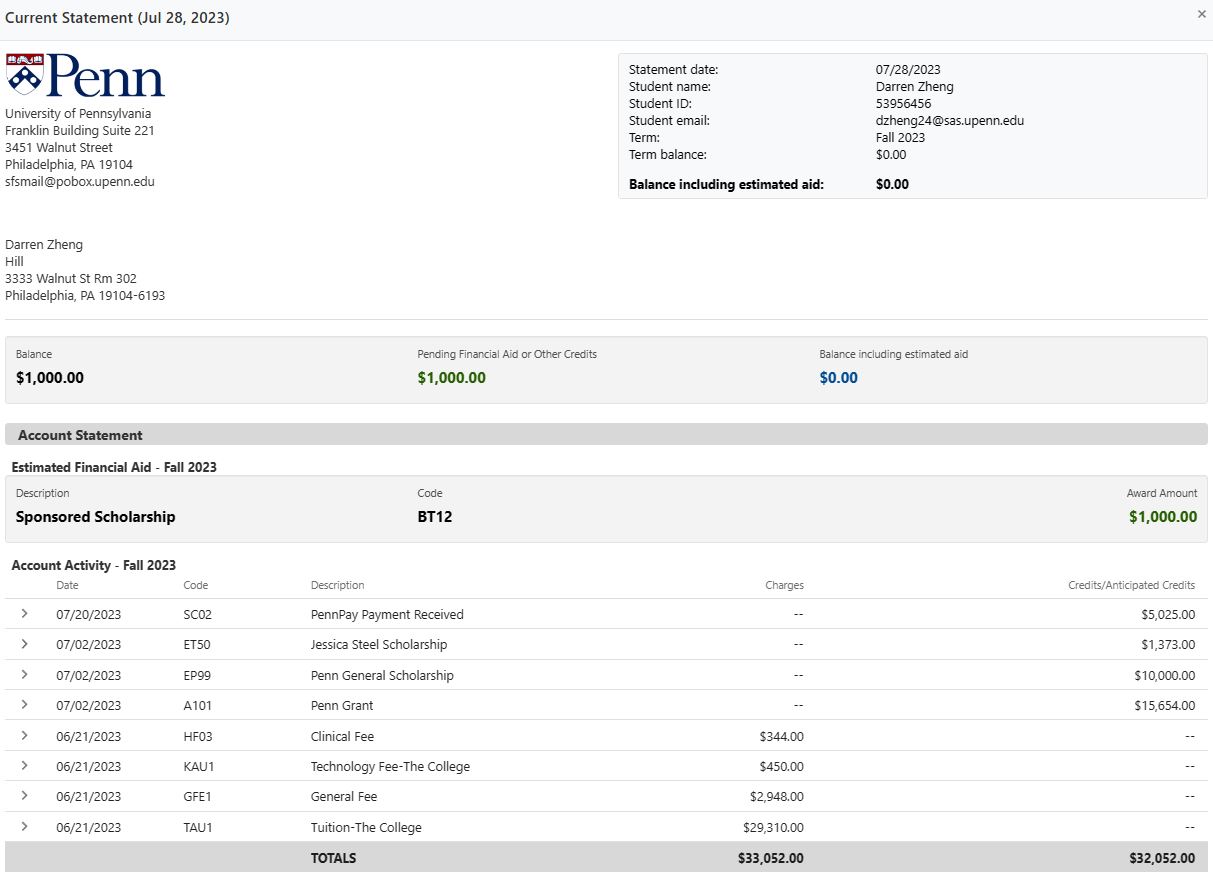 Current Statement (Jul 28, 2023)
Penn
University of Pennsylvania
Franklin Building Suite 221
3451 Walnut Street
Philadelphia, PA 19104
sfsmail@pobox.upenn.edu
Statement date: 07/28/2023
Student name: Darren Zheng
Student ID: 53956456
Student email: dzheng24@sas.upenn.edu
Term: Fall 2023
Term balance: $0.00
Balance including estimated aid: $0.00
Darren Zheng
Hill
3333 Walnut St Rm 302
Philadelphia, PA 19104-6193
Balance Pending Financial Aid or Other Credits Balance including estimated aid
$1,000.00 $1,000.00 $0.00
Account Statement
Estimated Financial Aid - Fall 2023
Description Code Award Amount
Sponsored Scholarship BT12 $1,000.00
Account Activity - Fall 2023
Date Code Description Charges Credits/Anticipated Credits
07/20/2023 SC02 PennPay Payment Received -- $5,025.00
07/02/2023 ET50 Jessica Steel Scholarship -- $1,373.00
07/02/2023 EP99 Penn General Scholarship -- $10,000.00
07/02/2023 A101 Penn Grant -- $15,654.00
06/21/2023 HF03 Clinical Fee $344.00 --
06/21/2023 KAU1 Technology Fee-The College $450.00 --
06/21/2023 GFE1 General Fee $2,948.00 --
06/21/2023 TAU1 Tuition-The College $29,310.00 --
TOTALS $33,052.00 $32,052.00